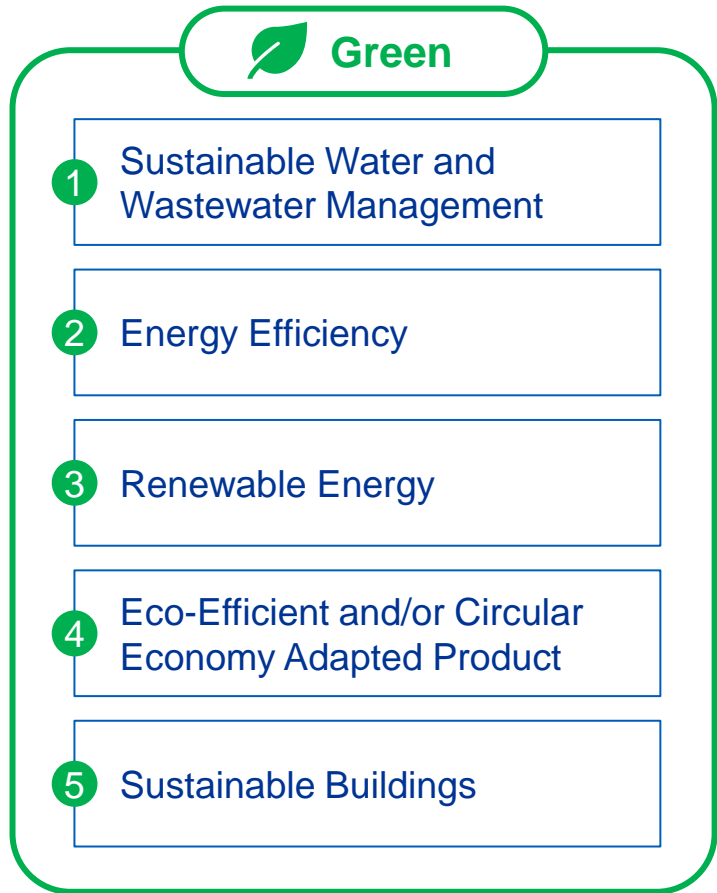 Green
1
Sustainable Water and
Wastewater Management
2
Energy Efficiency
3
Renewable Energy
4
Eco-Efficient and/or Circular
Economy Adapted Product
5
Sustainable Buildings